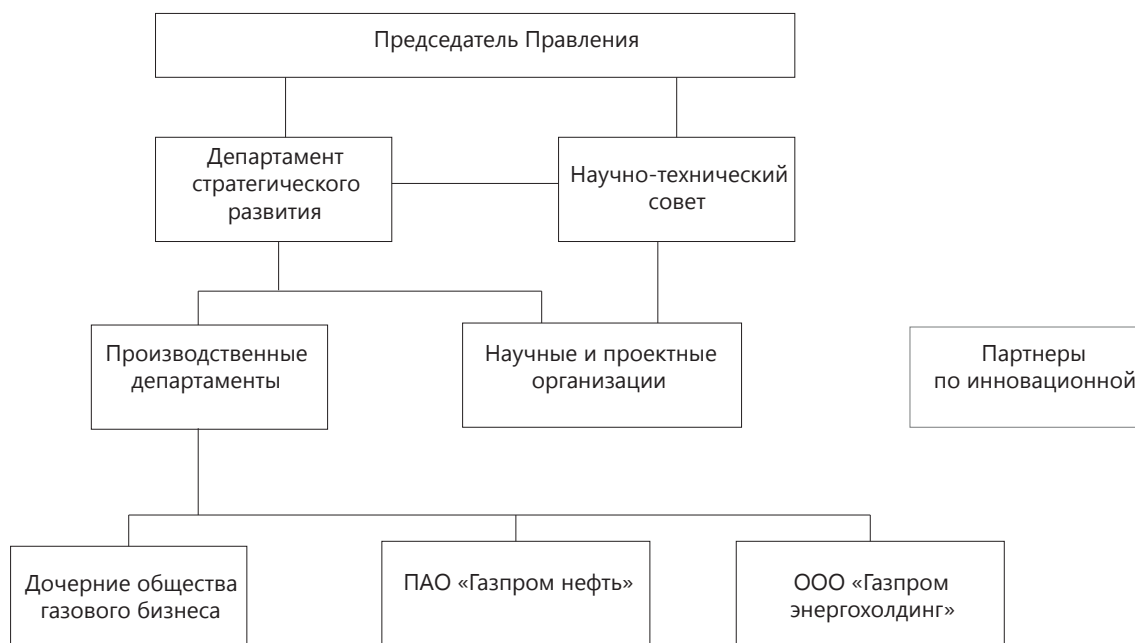 Председатель Правления
Департамент
стратегического
развития
Научно-технический
совет
Производственные
департаменты
Научные и проектные
организации
Партнеры
по инновационной
Дочерние общества
газового бизнеса
ПАО «Газпром нефть»
ООО «Газпром
энергохолдинг»